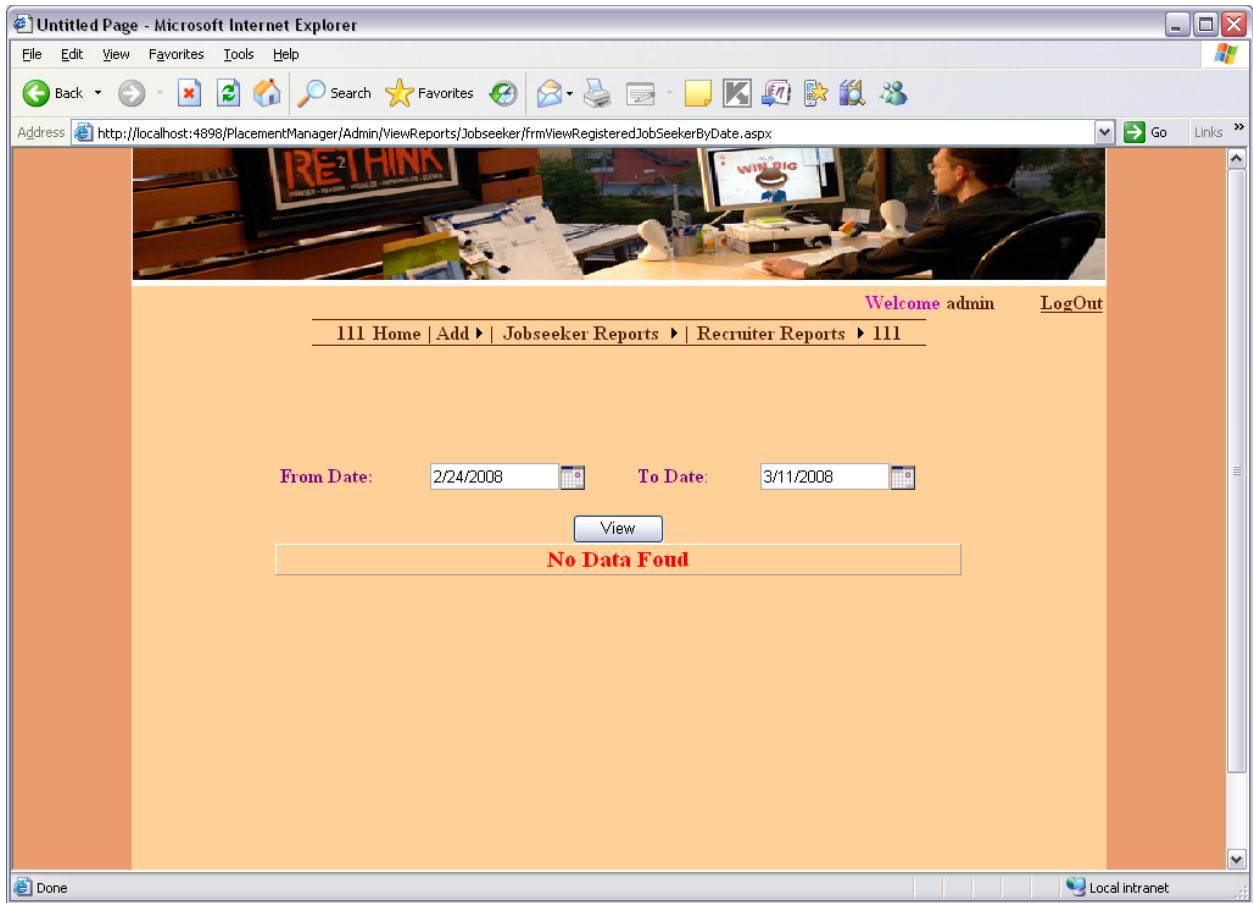 Untitled Page - Microsoft Internet Explorer
File Edit View Favorites Tools Help
Back Search Favorites
Address http://localhost:4898/PlacementManager/Admin/ViewReports/Jobseeker/frmViewRegisteredJobSeekerByDate.aspx Go Links »
RETHINK
WIN BIG
Welcome admin LogOut
111 Home | Add | Jobseeker Reports | Recruiter Reports 111
From Date: 2/24/2008 To Date: 3/11/2008
View
No Data Foud
Done Local intranet